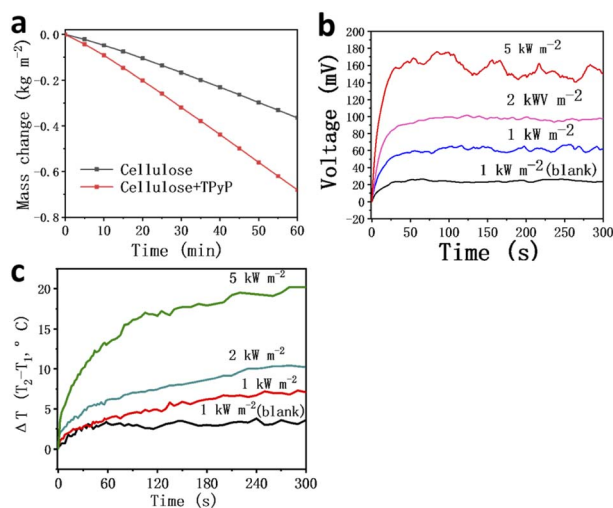 a
0.0
-0.2
-0.4
-0.6
-0.8
Mass change (kg m⁻²)
Cellulose
Cellulose+TPyP
0 10 20 30 40 50 60
Time (min)
b
200
180
160
140
120
100
80
60
40
20
0
-20
Voltage (mV)
5 kW m⁻²
2 kWV m⁻²
1 kW m⁻²
1 kW m⁻²(blank)
0 50 100 150 200 250 300
Time (s)
c
20
15
10
5
0
ΔT (T₂-T₁, ° C)
5 kW m⁻²
2 kW m⁻²
1 kW m⁻²
1 kW m⁻²(blank)
0 60 120 180 240 300
Time (s)